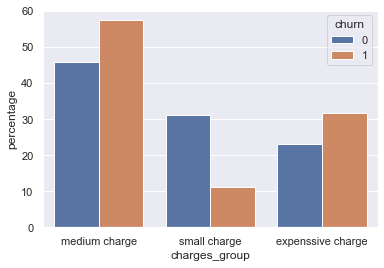 60
50
40
30
20
10
0
percentage
churn
0
1
medium charge
small charge
expenssive charge
charges_group